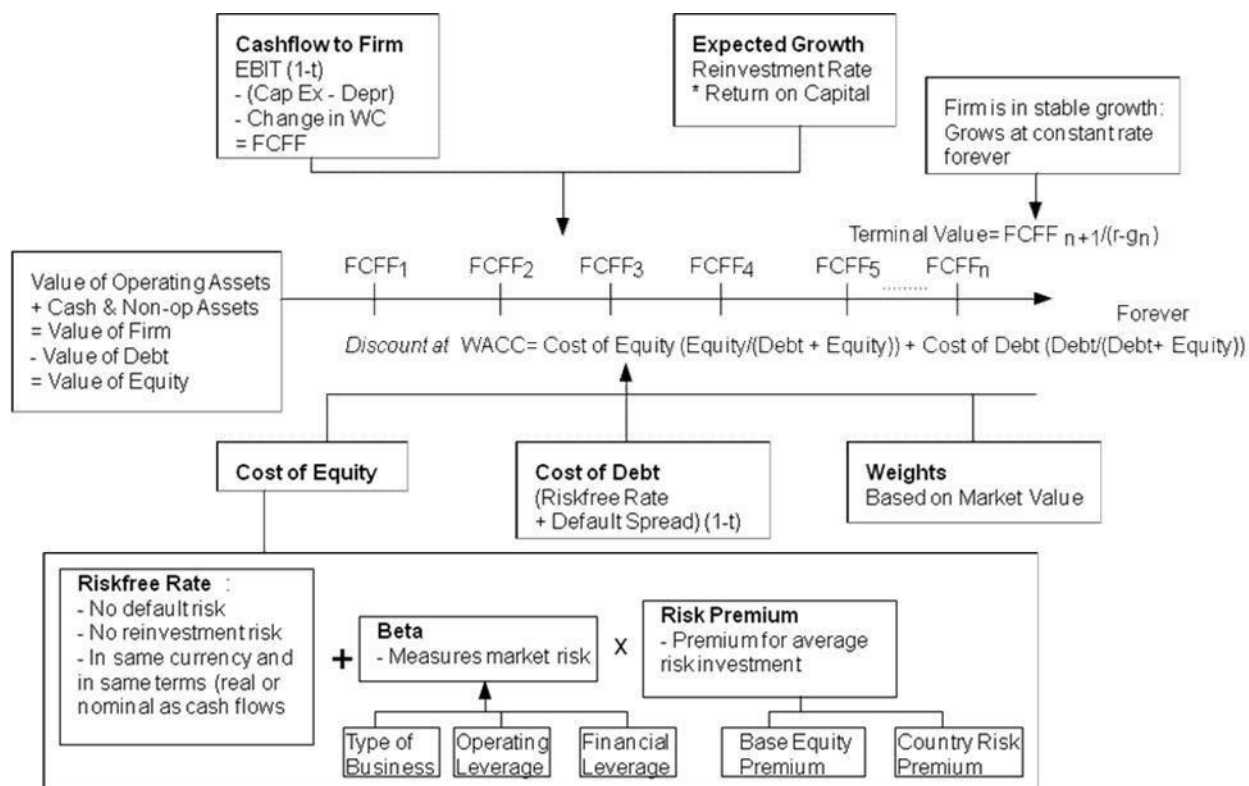 Cashflow to Firm
EBIT (1-t)
- (Cap Ex - Depr)
- Change in WC
= FCFF
Expected Growth
Reinvestment Rate
* Return on Capital
Firm is in stable growth:
Grows at constant rate
forever
Terminal Value= FCFF n+1/(r-gn)
FCFF1 FCFF2 FCFF3 FCFF4 FCFF5 ......... FCFFn
Value of Operating Assets
+ Cash & Non-op Assets
= Value of Firm
- Value of Debt
= Value of Equity
Forever
Discount at WACC= Cost of Equity (Equity/(Debt + Equity)) + Cost of Debt (Debt/(Debt+ Equity))
Cost of Equity
Cost of Debt
(Riskfree Rate
+ Default Spread) (1-t)
Weights
Based on Market Value
Riskfree Rate :
- No default risk
- No reinvestment risk
- In same currency and
in same terms (real or
nominal as cash flows
+
Beta
- Measures market risk
X
Risk Premium
- Premium for average
risk investment
Type of
Business
Operating
Leverage
Financial
Leverage
Base Equity
Premium
Country Risk
Premium